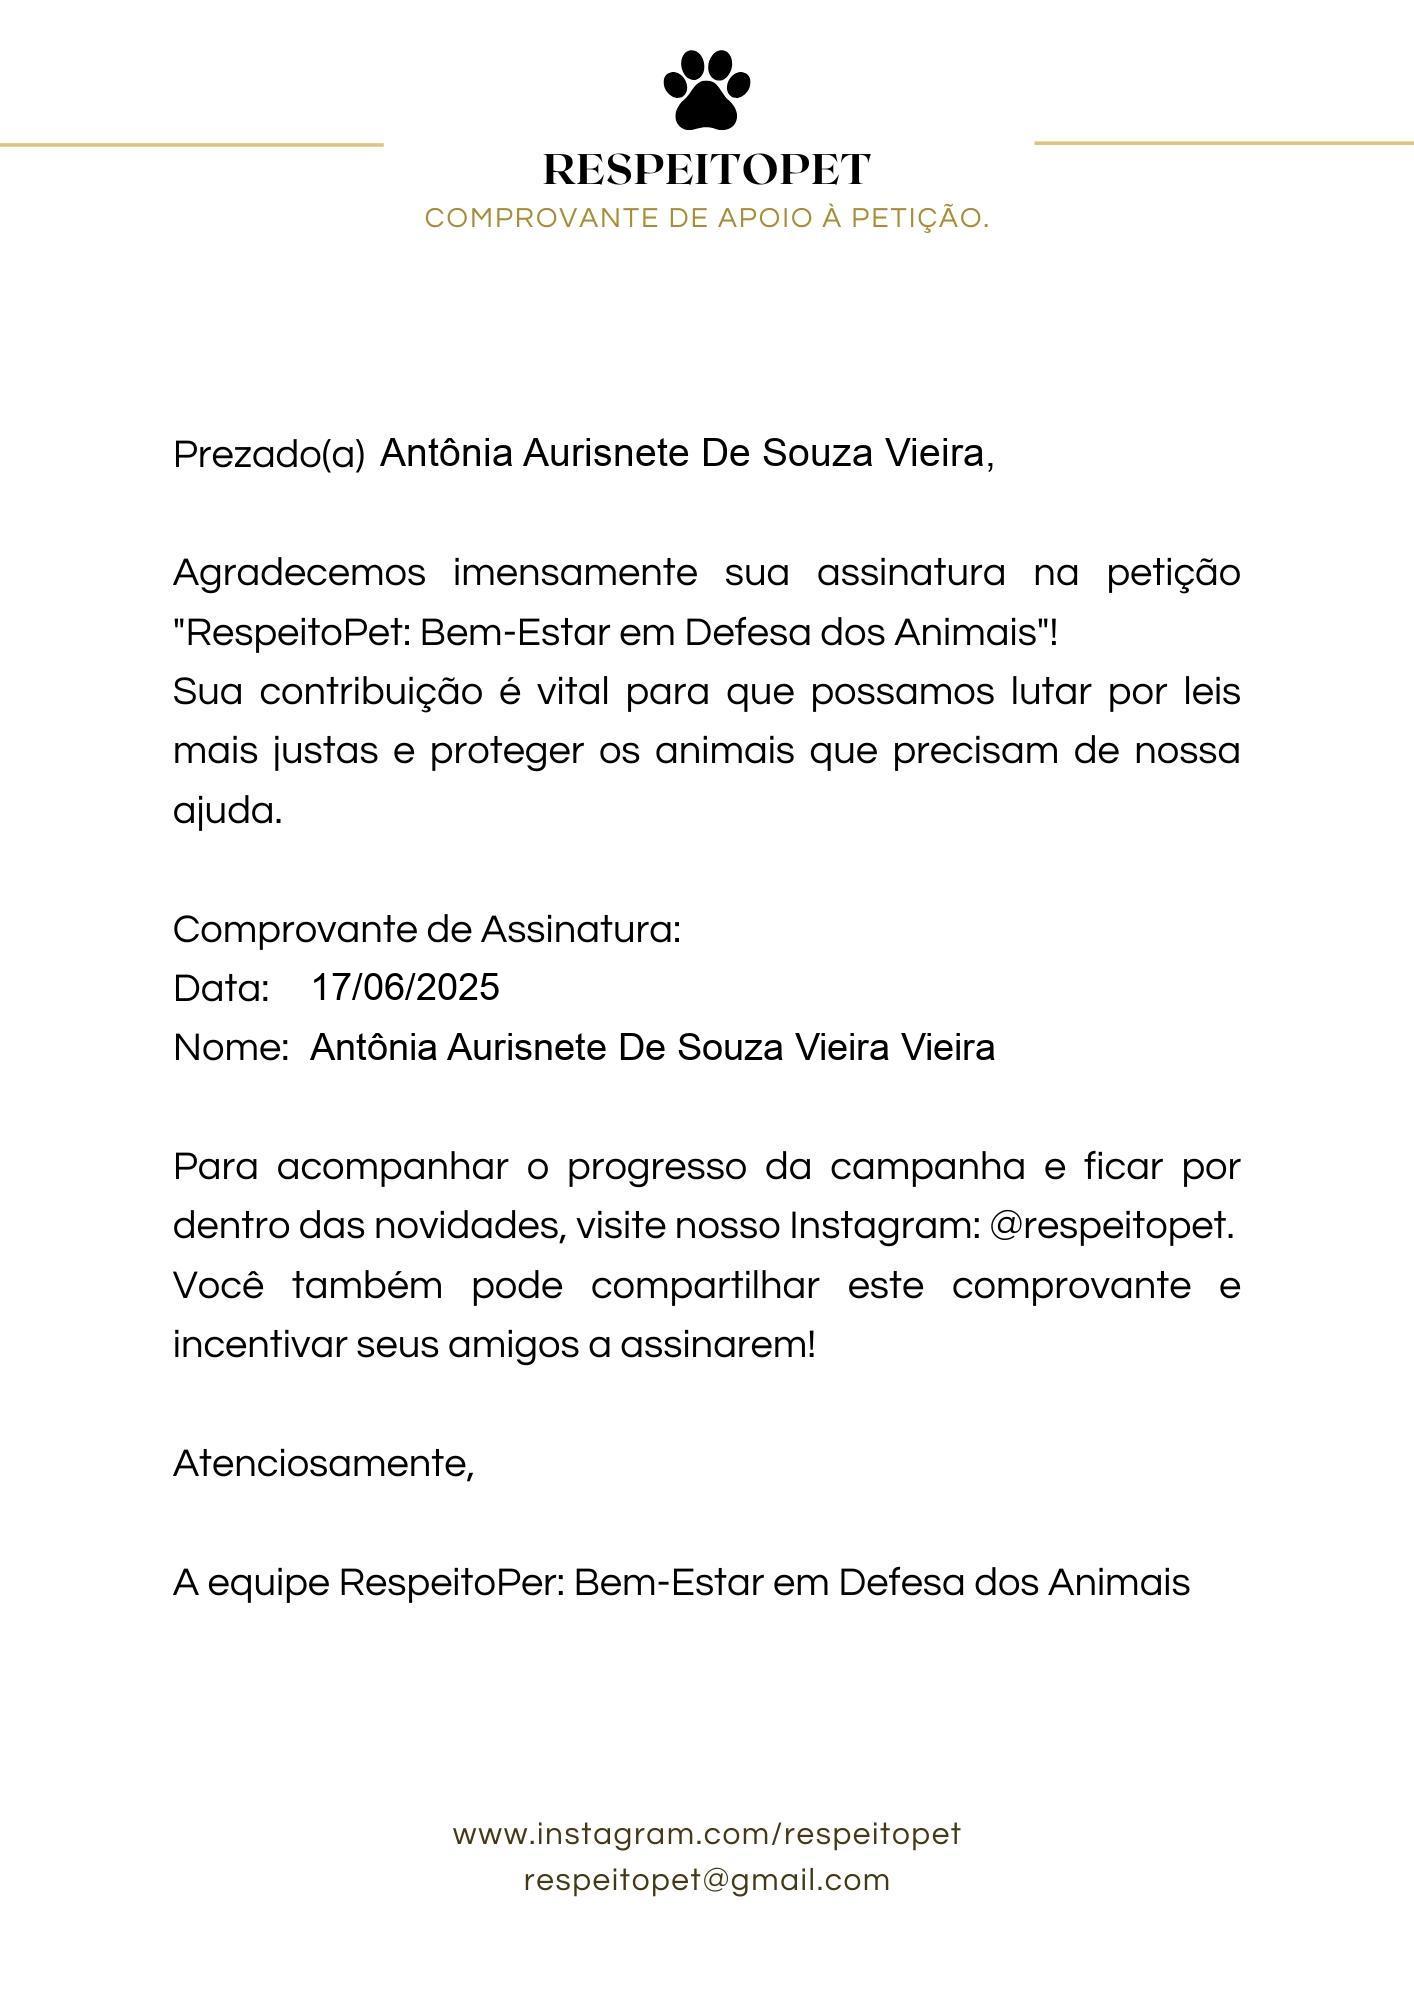 RESPEITOPET
COMPROVANTE DE APOIO À PETIÇÃO.
Prezado(a) Antônia Aurisnete De Souza Vieira,
Agradecemos imensamente sua assinatura na petição
"RespeitoPet: Bem-Estar em Defesa dos Animais"!
Sua contribuição é vital para que possamos lutar por leis
mais justas e proteger os animais que precisam de nossa
ajuda.
Comprovante de Assinatura:
Data: 17/06/2025
Nome: Antônia Aurisnete De Souza Vieira Vieira
Para acompanhar o progresso da campanha e ficar por
dentro das novidades, visite nosso Instagram: @respeitopet.
Você também pode compartilhar este comprovante e
incentivar seus amigos a assinarem!
Atenciosamente,
A equipe RespeitoPer: Bem-Estar em Defesa dos Animais
www.instagram.com/respeitopet
respeitopet@gmail.com